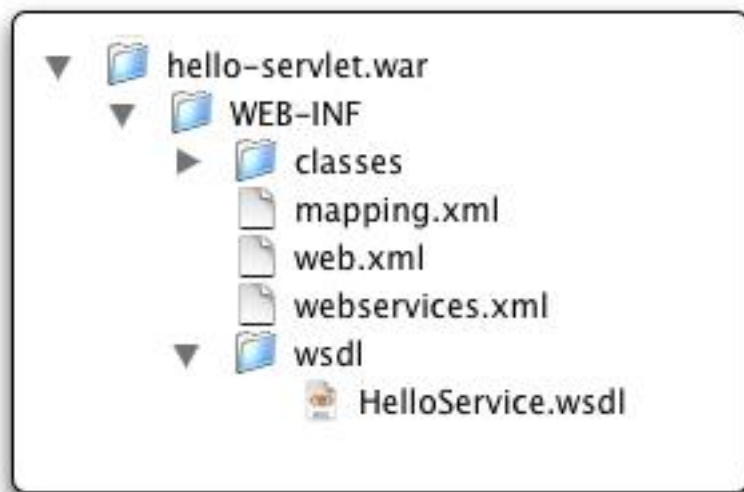 hello-servlet.war
WEB-INF
classes
mapping.xml
web.xml
webservices.xml
wsdl
HelloService.wsdl